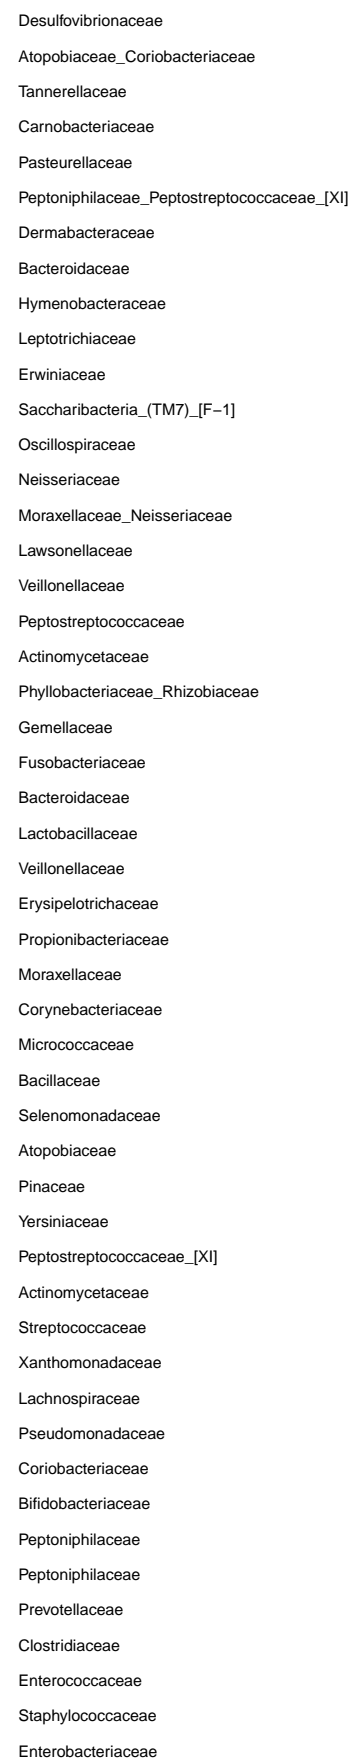 Desulfovibrionaceae
Atopobiaceae_Coriobacteriaceae
Tannerellaceae
Carnobacteriaceae
Pasteurellaceae
Peptoniphilaceae_Peptostreptococcaceae_[XI]
Dermabacteraceae
Bacteroidaceae
Hymenobacteraceae
Leptotrichiaceae
Erwiniaceae
Saccharibacteria_(TM7)_[F−1]
Oscillospiraceae
Neisseriaceae
Moraxellaceae_Neisseriaceae
Lawsonellaceae
Veillonellaceae
Peptostreptococcaceae
Actinomycetaceae
Phyllobacteriaceae_Rhizobiaceae
Gemellaceae
Fusobacteriaceae
Bacteroidaceae
Lactobacillaceae
Veillonellaceae
Erysipelotrichaceae
Propionibacteriaceae
Moraxellaceae
Corynebacteriaceae
Micrococcaceae
Bacillaceae
Selenomonadaceae
Atopobiaceae
Pinaceae
Yersiniaceae
Peptostreptococcaceae_[XI]
Actinomycetaceae
Streptococcaceae
Xanthomonadaceae
Lachnospiraceae
Pseudomonadaceae
Coriobacteriaceae
Bifidobacteriaceae
Peptoniphilaceae
Peptoniphilaceae
Prevotellaceae
Clostridiaceae
Enterococcaceae
Staphylococcaceae
Enterobacteriaceae